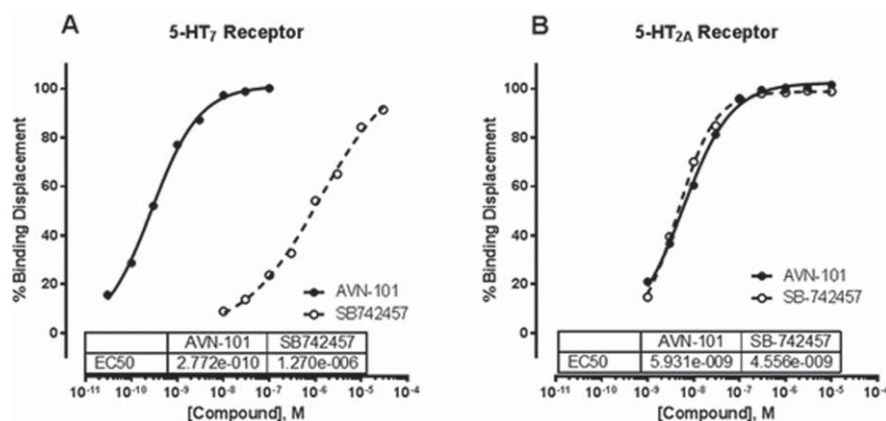 A
5-HT7 Receptor
% Binding Displacement
100
80
60
40
20
0
AVN-101
SB742457
AVN-101 SB742457
EC50 2.772e-010 1.270e-006
10-11 10-10 10-9 10-8 10-7 10-6 10-5 10-4
[Compound], M
B
5-HT2A Receptor
% Binding Displacement
100
80
60
40
20
0
AVN-101
SB-742457
AVN-101 SB-742457
EC50 5.931e-009 4.556e-009
10-11 10-10 10-9 10-8 10-7 10-6 10-5 10-4
[Compound], M